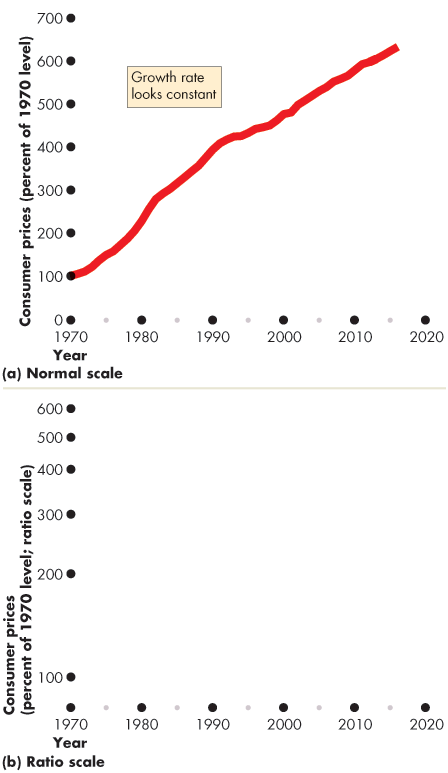 Consumer prices (percent of 1970 level)
700
600
500
400
300
200
100
0
Growth rate
looks constant
1970 1980 1990 2000 2010 2020
Year
(a) Normal scale
Consumer prices
(percent of 1970 level; ratio scale)
600
500
400
300
200
100
1970 1980 1990 2000 2010 2020
Year
(b) Ratio scale